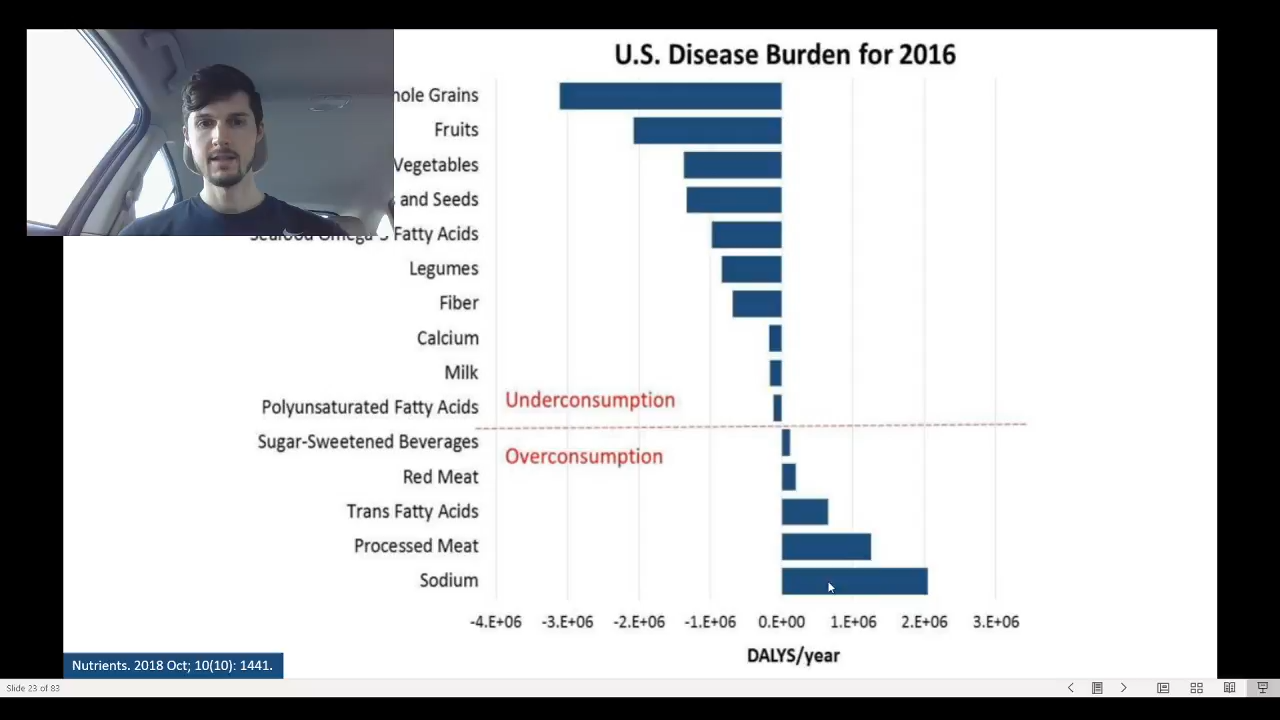 U.S. Disease Burden for 2016
Grains
Fruits
Vegetables
and Seeds
Fatty Acids
Legumes
Fiber
Calcium
Milk
Polyunsaturated Fatty Acids
Underconsumption
Sugar-Sweetened Beverages
Overconsumption
Red Meat
Trans Fatty Acids
Processed Meat
Sodium
-4.E+06 -3.E+06 -2.E+06 -1.E+06 0.E+00 1.E+06 2.E+06 3.E+06
DALYS/year
Nutrients. 2018 Oct; 10(10): 1441.
Slide 23 of 83